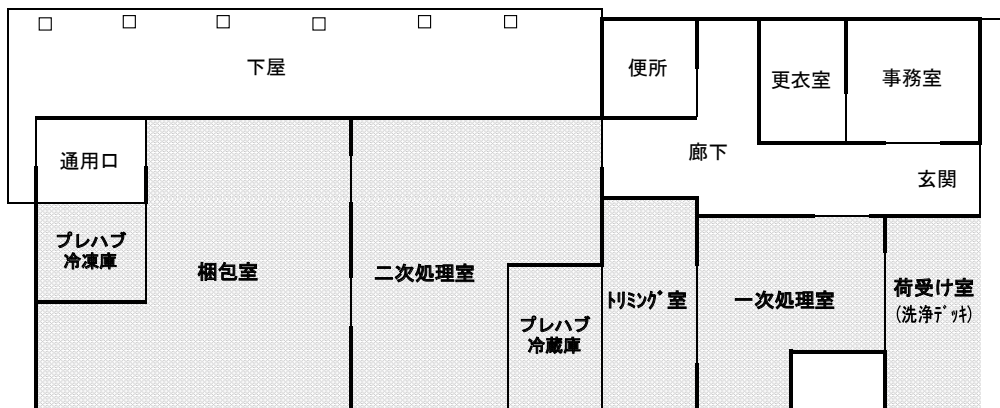 下屋
便所
更衣室
事務室
廊下
通用口
玄関
プレハブ
冷凍庫
梱包室
二次処理室
トリミング室
一次処理室
荷受け室
(洗浄デッキ)
プレハブ
冷蔵庫